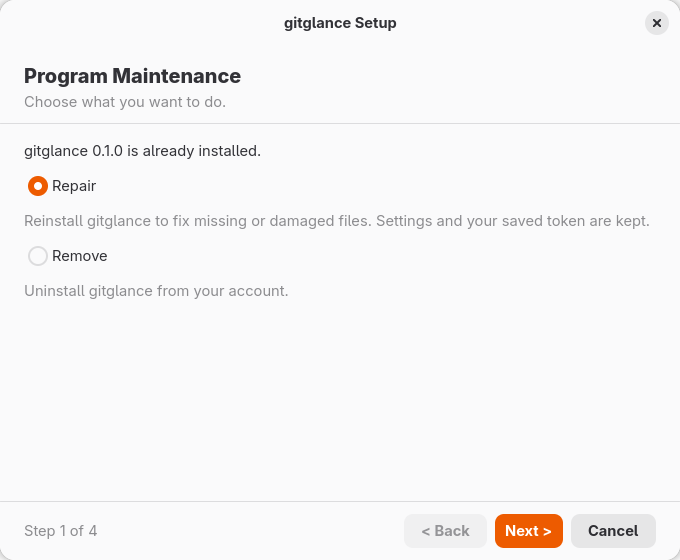 gitglance Setup
Program Maintenance
Choose what you want to do.
gitglance 0.1.0 is already installed.
Repair
Reinstall gitglance to fix missing or damaged files. Settings and your saved token are kept.
Remove
Uninstall gitglance from your account.
Step 1 of 4
< Back
Next >
Cancel